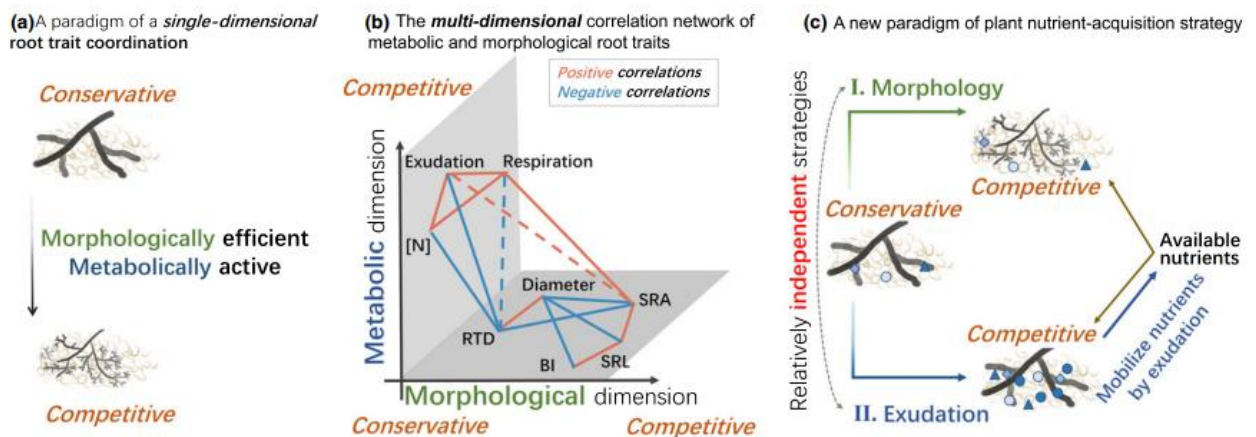 (a) A paradigm of a single-dimensional
root trait coordination
Conservative
Morphologically efficient
Metabolically active
Competitive
(b) The multi-dimensional correlation network of
metabolic and morphological root traits
Competitive
Positive correlations
Negative correlations
Metabolic dimension
Exudation
Respiration
[N]
Diameter
SRA
RTD
BI
SRL
Morphological dimension
Conservative
Competitive
(c) A new paradigm of plant nutrient-acquisition strategy
Relatively independent strategies
I. Morphology
Competitive
Conservative
Available
nutrients
Competitive
Mobilize nutrients
by exudation
II. Exudation